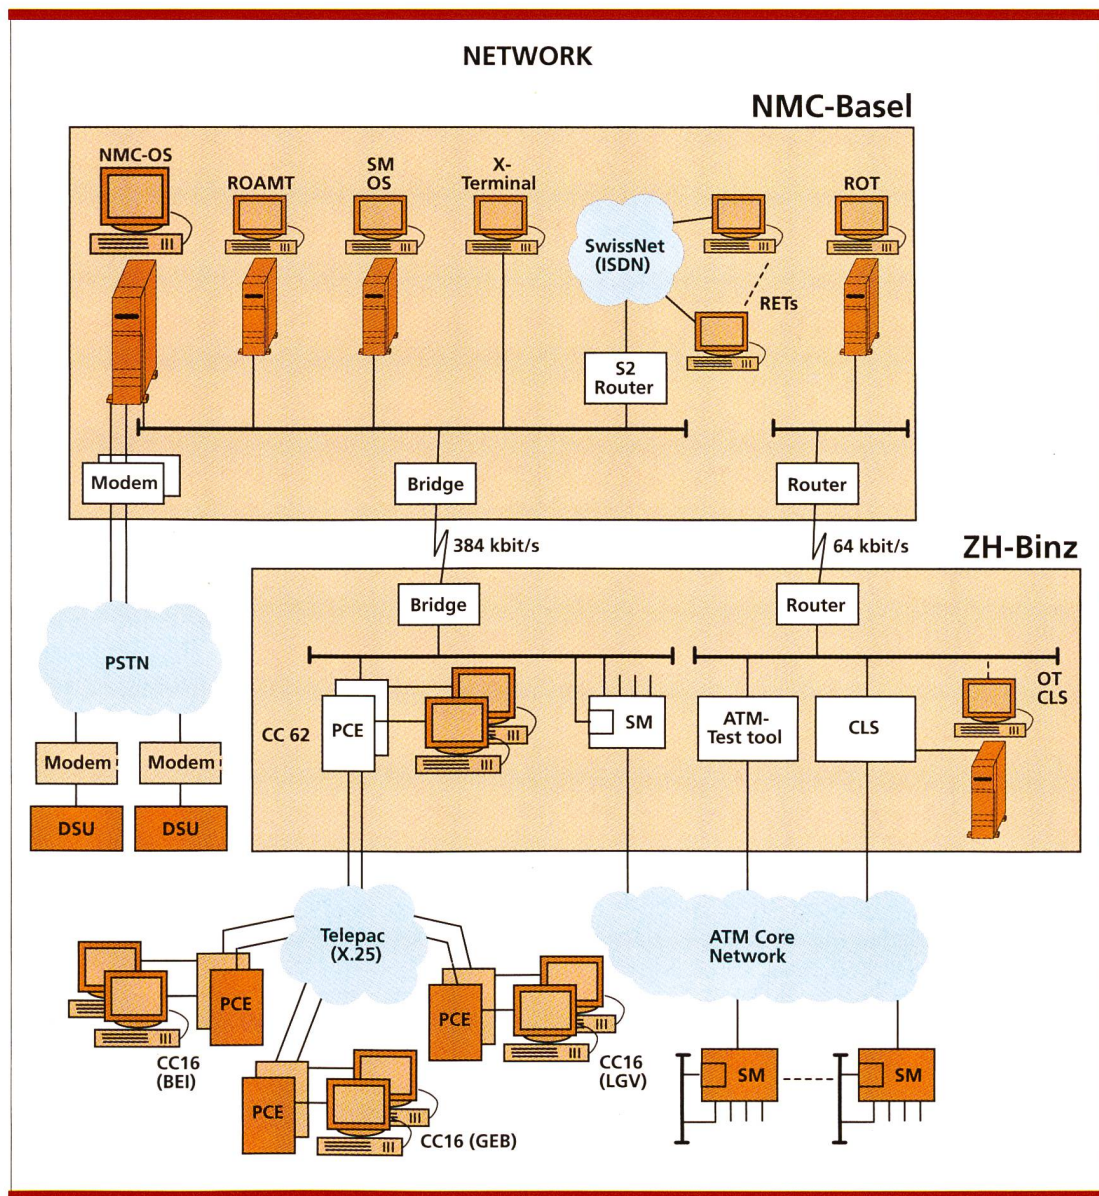 NETWORK
NMC-Basel
NMC-OS
ROAMT
SM
OS
X-
Terminal
ROT
SwissNet
(ISDN)
RETs
S2
Router
Modem
Bridge
Router
384 kbit/s
64 kbit/s
ZH-Binz
Bridge
Router
PSTN
OT
CLS
CC 62
PCE
SM
ATM-
Test tool
CLS
Modem
Modem
DSU
DSU
Telepac
(X.25)
ATM Core
Network
PCE
PCE
CC16
(BEI)
CC16
(LGV)
SM
SM
PCE
CC16 (GEB)